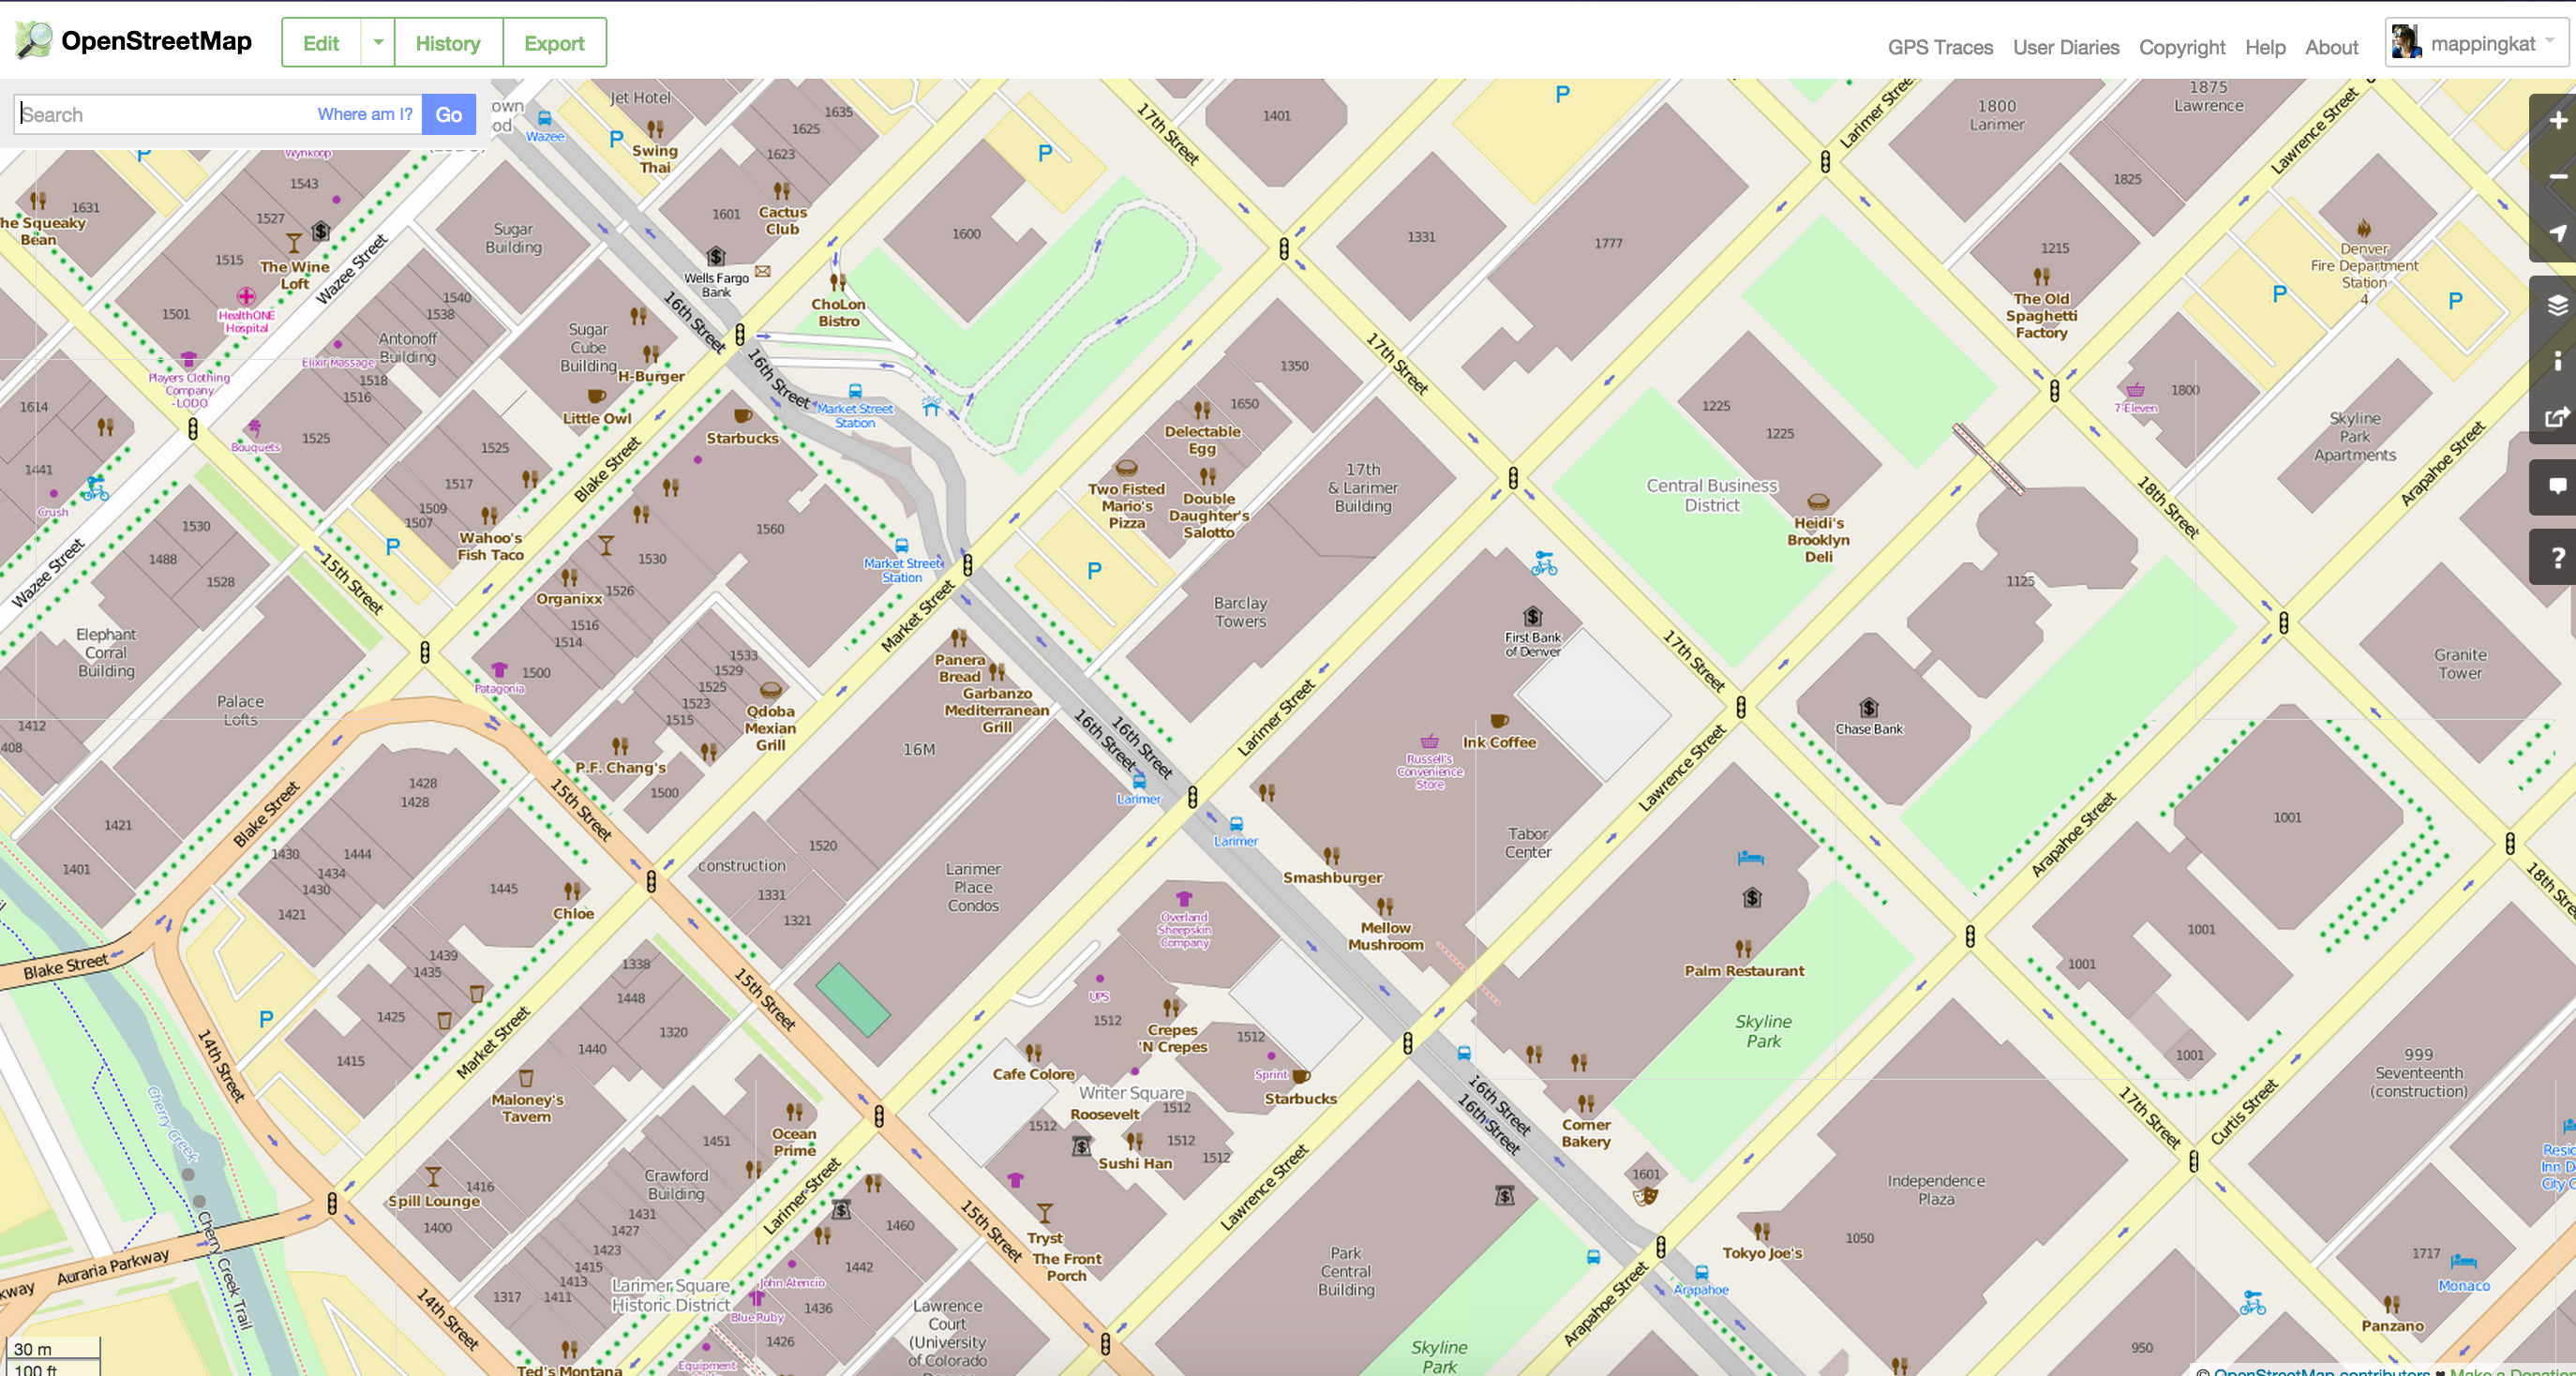 OpenStreetMap
Edit
History
Export
GPS Traces
User Diaries
Copyright
Help
About
mappingkat
Search
Where am I?
Go
Jet Hotel
Wazee
Swing
Thai
1635
1625
1623
1601
Cactus
Club
Wells Fargo
Bank
ChoLon
Bistro
1600
17th Street
1401
1331
1777
Larimer Street
1800
Larimer
1875
Lawrence
1825
Lawrence Street
1215
The Old
Spaghetti
Factory
Denver
Fire Department
Station
4
P
P
P
P
P
P
Wynkoop
1543
1527
1631
he Squeaky
Bean
1515
The Wine
Loft
1501
HealthONE
Hospital
Wazee Street
Sugar
Building
1540
1538
Antonoff
Building
Elixir Massage
1518
1516
Players Clothing
Company
-LODO
1614
1441
Crush
Bouquets
1525
Sugar
Cube
Building
H-Burger
Little Owl
16th Street
16th Street
Starbucks
Market Street
Station
Blake Street
1525
1517
1509
1507
P
Wahoo's
Fish Taco
1560
1530
1526
Organixx
1516
1514
1500
Patagonia
Market Street
Station
Market Street
1350
1650
Delectable
Egg
Two Fisted
Mario's
Pizza
Double
Daughter's
Salotto
P
17th
& Larimer
Building
17th Street
Barclay
Towers
1225
1225
Central Business
District
Heidi's
Brooklyn
Deli
7-Eleven
1800
Skyline
Park
Apartments
Arapahoe Street
18th Street
1125
Granite
Tower
First Bank
of Denver
17th Street
Chase Bank
Ink Coffee
Russell's
Convenience
Store
Larimer Street
Lawrence Street
Wazee Street
1530
1488
1528
15th Street
Elephant
Corral
Building
Palace
Lofts
1412
408
1421
1401
Blake Street
1428
1428
1430
1444
1434
1430
1421
1445
Chloe
1439
1435
1425
1415
P
1533
1529
1525
1523
1515
Qdoba
Mexian
Grill
P.F. Chang's
1500
15th Street
Panera
Bread
Garbanzo
Mediterranean
Grill
16M
16th Street
16th Street
Larimer
Larimer
1520
construction
1331
1321
Larimer
Place
Condos
Smashburger
Mellow
Mushroom
Tabor
Center
Palm Restaurant
Skyline
Park
Arapahoe Street
1001
1001
1001
1001
18th Stre
999
Seventeenth
(construction)
17th Street
Curtis Street
Overland
Sheepskin
Company
UPS
1512
Crepes
'N Crepes
1512
Sprint
Starbucks
Cafe Colore
Writer Square
Roosevelt
1512
1512
1512
1512
Sushi Han
Tryst
The Front
Porch
15th Street
15th Street
Lawrence Street
16th Street
16th Street
Corner
Bakery
1601
Independence
Plaza
1050
Tokyo Joe's
Arapahoe
Arapahoe Street
Park
Central
Building
Skyline
Park
1717
Monaco
Panzano
950
Resid
Inn D
City C
Blake Street
14th Street
Cherry Creek
Cherry Creek Trail
Auraria Parkway
kway
14th Street
Market Street
1338
1448
1320
1440
Maloney's
Tavern
Spill Lounge
1416
1400
1451
Ocean
Prime
Crawford
Building
1431
1427
1423
1415
1413
1411
1317
Larimer Street
Larimer Square
Historic District
John Atencio
Blue Ruby
1460
1442
1436
1426
Equipment
Ted's Montana
Lawrence
Court
(University
of Colorado
30 m
100 ft
© OpenStreetMap contributors ♥ Make a Donation